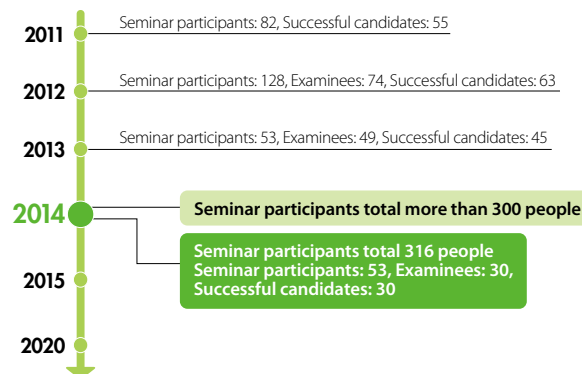 2011
Seminar participants: 82, Successful candidates: 55
2012
Seminar participants: 128, Examinees: 74, Successful candidates: 63
2013
Seminar participants: 53, Examinees: 49, Successful candidates: 45
2014
Seminar participants total more than 300 people
Seminar participants total 316 people
Seminar participants: 53, Examinees: 30,
Successful candidates: 30
2015
2020